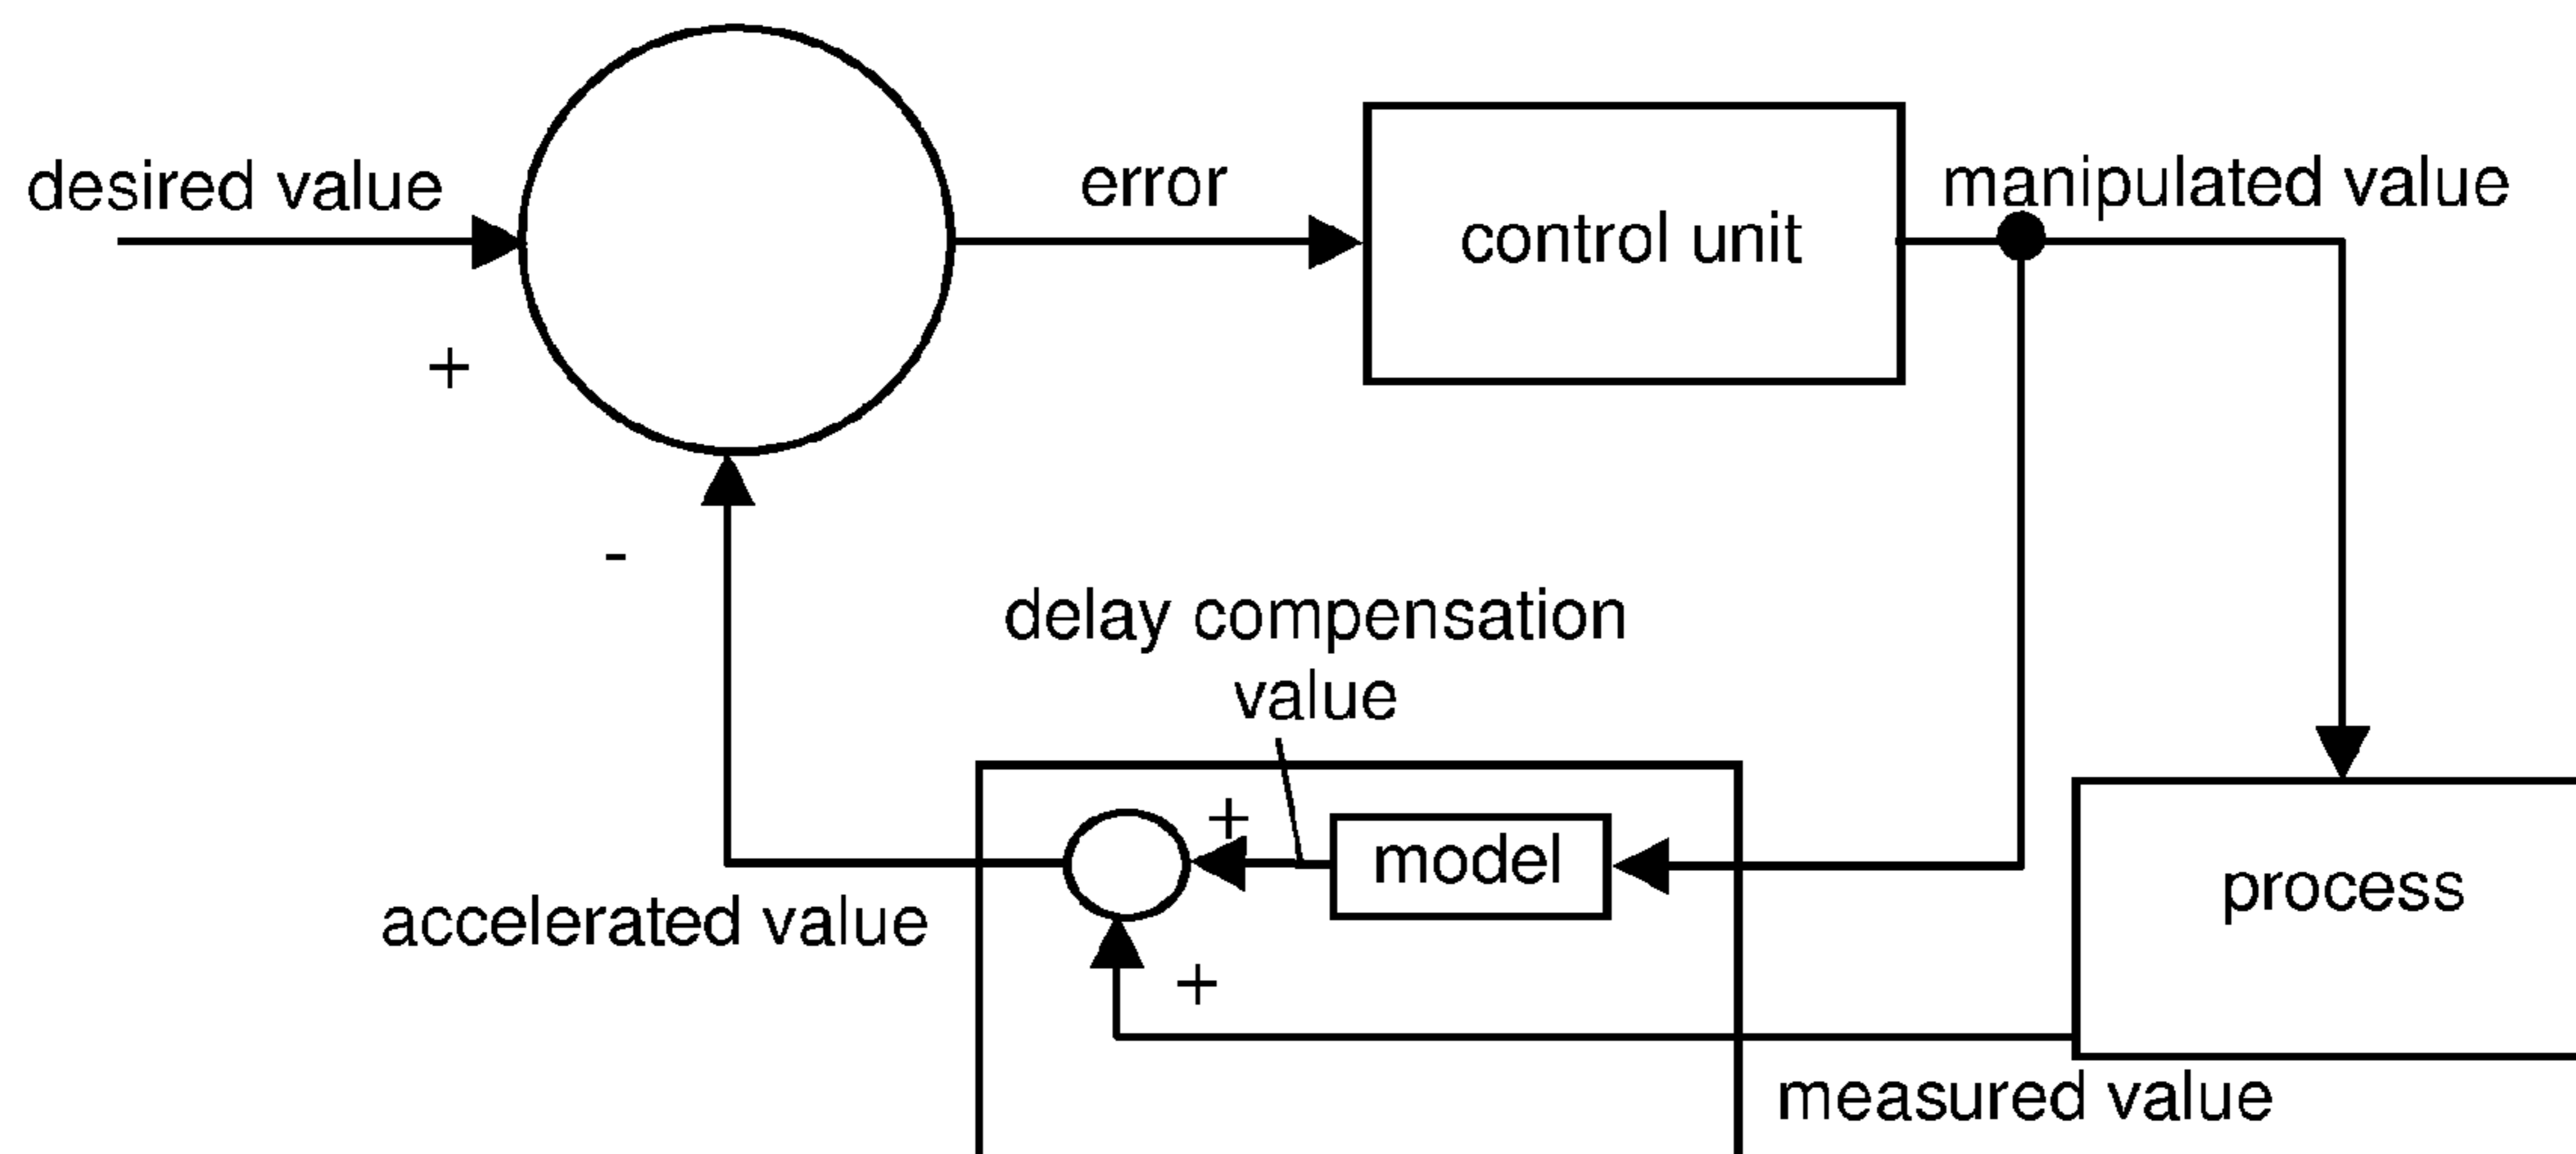 desired value
error
control unit
manipulated value
+
-
delay compensation
value
+
model
process
accelerated value
+
measured value